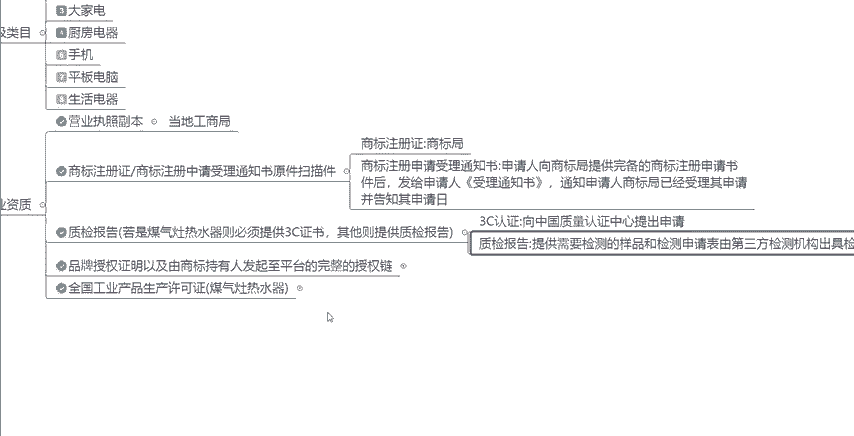 大家电
级类目
厨房电器
手机
平板电脑
生活电器
营业执照副本
当地工商局
商标注册证:商标局
商标注册证/商标注册申请受理通知书原件扫描件
商标注册申请受理通知书:申请人向商标局提供完备的商标注册申请书
件后，发给申请人《受理通知书》，通知申请人商标局已经受理其申请
并告知其申请日
业资质
3C认证:向中国质量认证中心提出申请
质检报告(若是煤气灶热水器则必须提供3C证书，其他则提供质检报告)
质检报告:提供需要检测的样品和检测申请表由第三方检测机构出具检
品牌授权证明以及由商标持有人发起至平台的完整的授权链
全国工业产品生产许可证(煤气灶热水器)